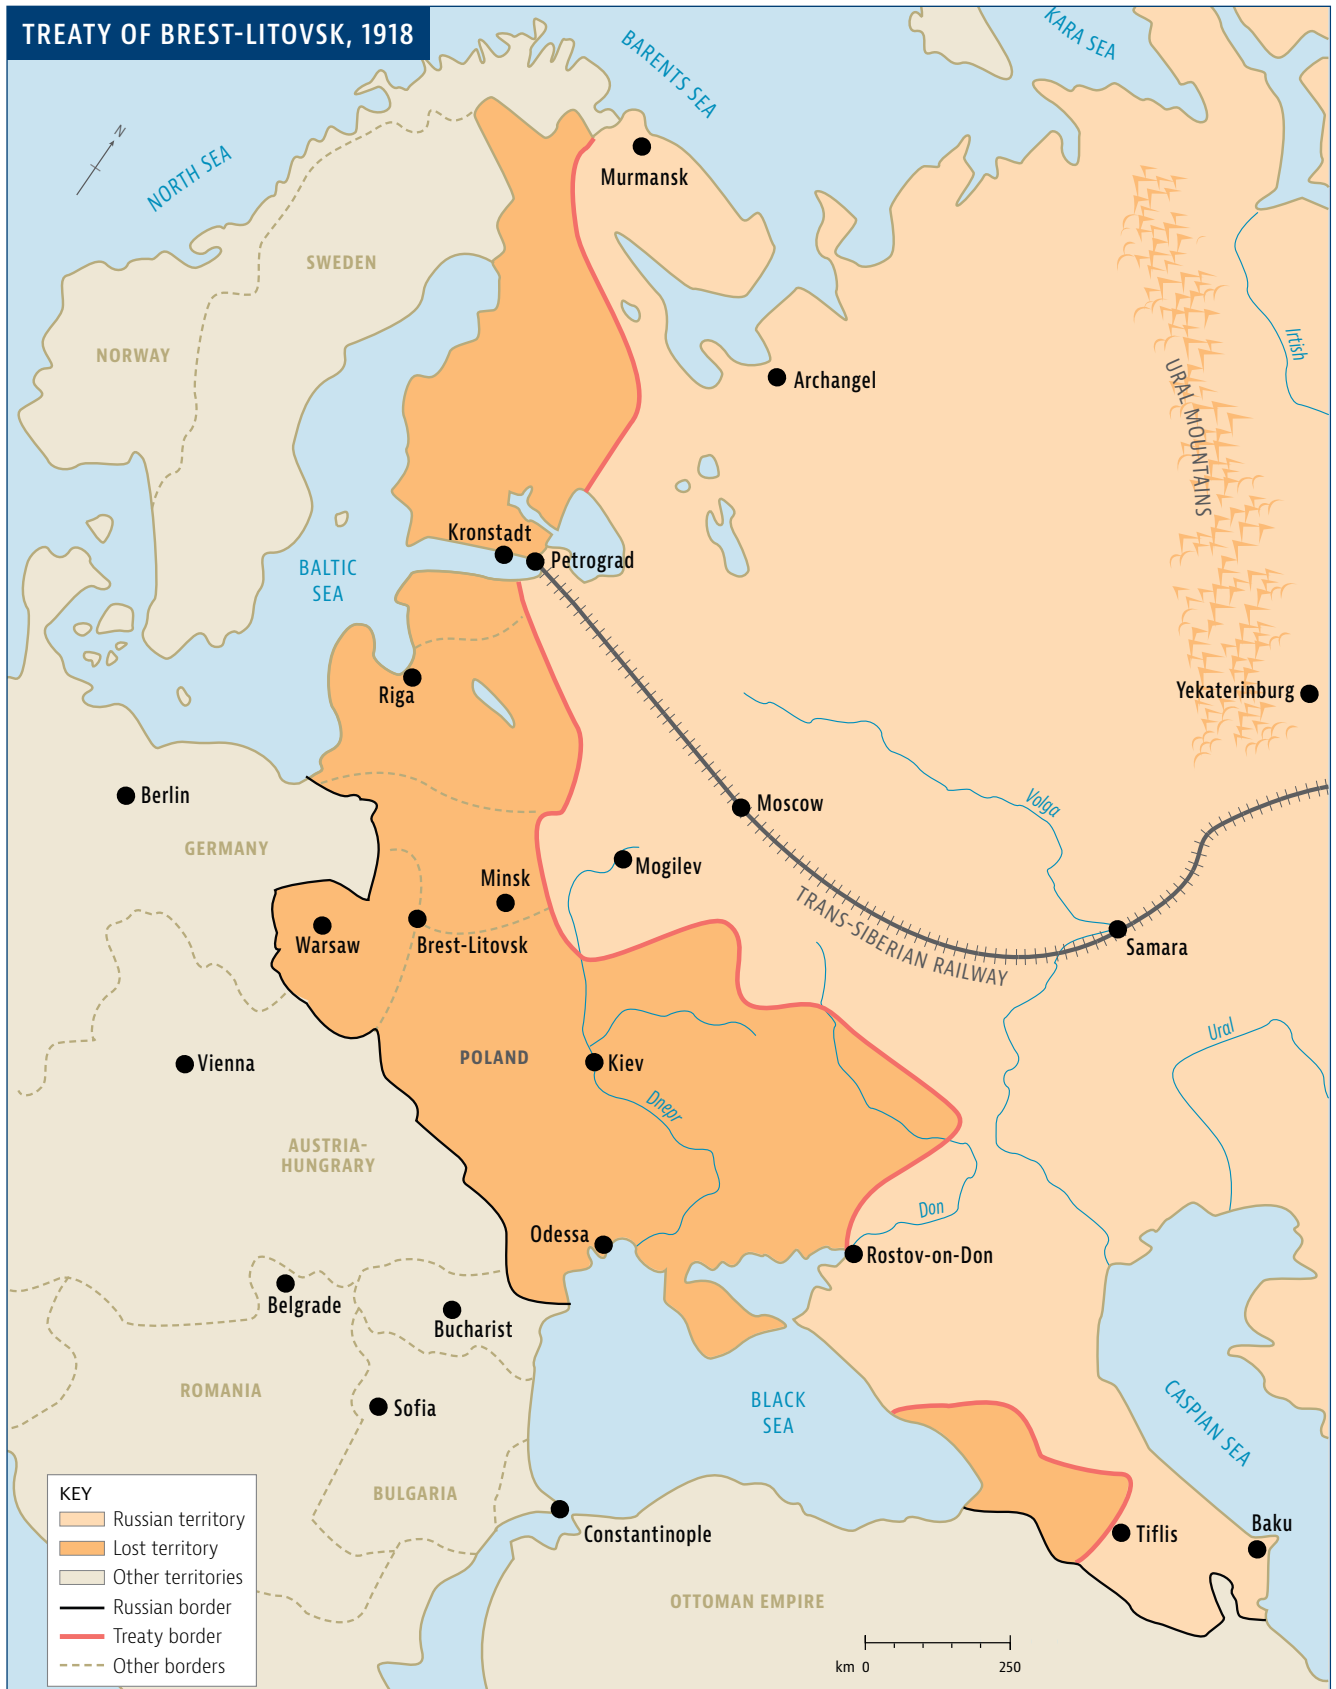 TREATY OF BREST-LITOVSK, 1918
BARENTS SEA
KARA SEA
N
NORTH SEA
Murmansk
SWEDEN
NORWAY
Irtish
URAL MOUNTAINS
Archangel
Kronstadt
Petrograd
BALTIC
SEA
Riga
Yekaterinburg
Berlin
Moscow
Volga
GERMANY
Mogilev
Minsk
TRANS-SIBERIAN RAILWAY
Warsaw
Brest-Litovsk
Samara
Ural
POLAND
Vienna
Kiev
Dnepr
AUSTRIA-
HUNGRARY
Don
Odessa
Rostov-on-Don
Belgrade
Bucharist
ROMANIA
BLACK
SEA
CASPIAN SEA
Sofia
BULGARIA
Constantinople
Tiflis
Baku
OTTOMAN EMPIRE
KEY
Russian territory
Lost territory
Other territories
Russian border
Treaty border
Other borders
km 0 250